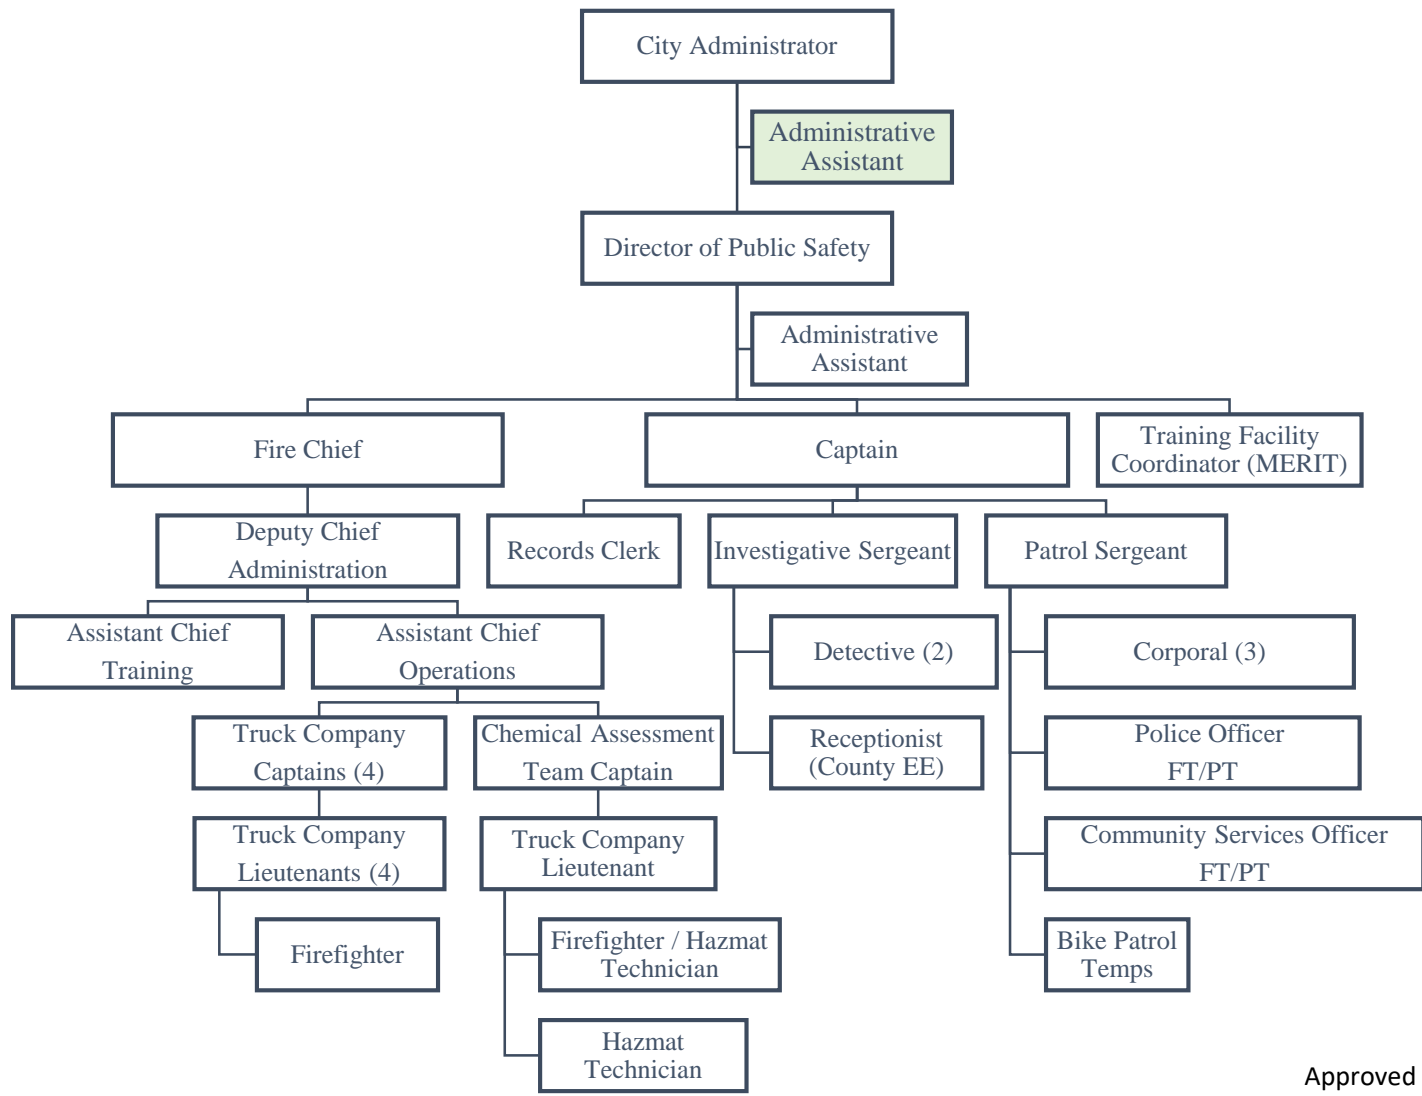 City Administrator
Administrative
Assistant
Director of Public Safety
Administrative
Assistant
Fire Chief
Captain
Training Facility
Coordinator (MERIT)
Deputy Chief
Administration
Records Clerk
Investigative Sergeant
Patrol Sergeant
Assistant Chief
Training
Assistant Chief
Operations
Detective (2)
Corporal (3)
Truck Company
Captains (4)
Chemical Assessment
Team Captain
Receptionist
(County EE)
Police Officer
FT/PT
Truck Company
Lieutenants (4)
Truck Company
Lieutenant
Community Services Officer
FT/PT
Firefighter
Firefighter / Hazmat
Technician
Bike Patrol
Temps
Hazmat
Technician
Approved